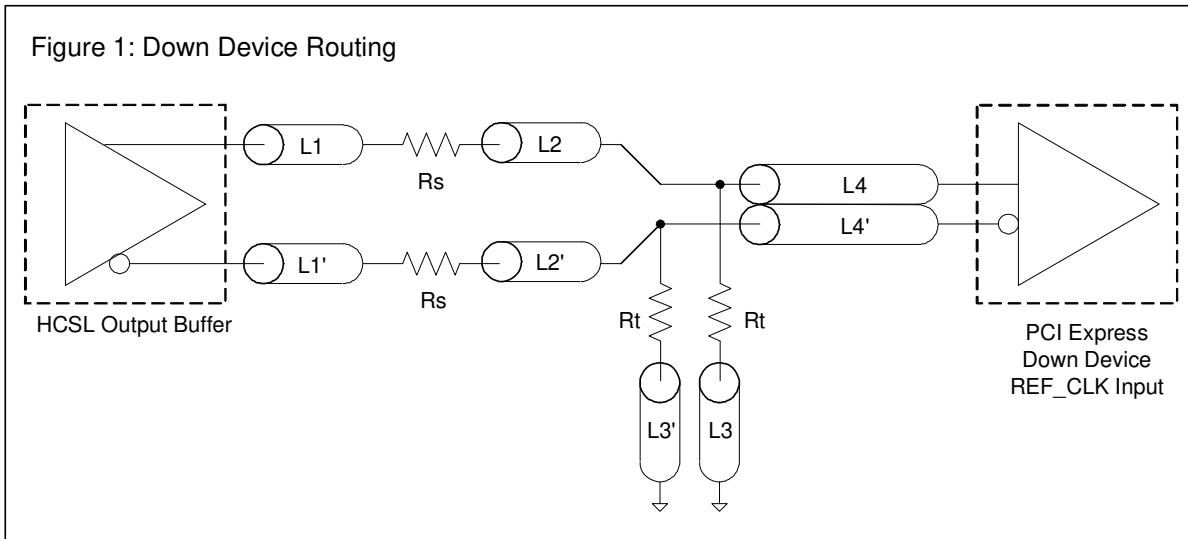 Figure 1: Down Device Routing
L1
Rs
L2
L4
L4'
L1'
Rs
L2'
HCSL Output Buffer
Rt
Rt
PCI Express
Down Device
REF_CLK Input
L3'
L3